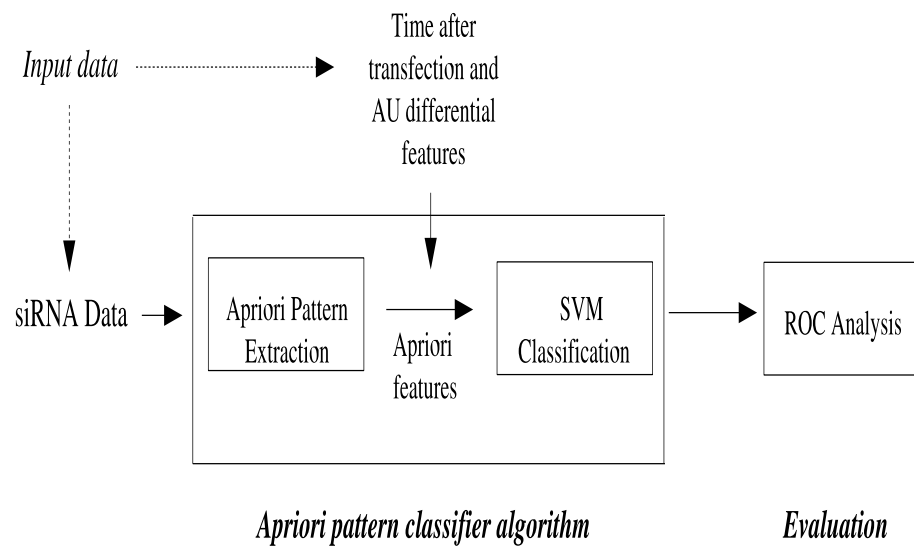 Input data
Time after
transfection and
AU differential
features
siRNA Data
Apriori Pattern
Extraction
Apriori
features
SVM
Classification
ROC Analysis
Apriori pattern classifier algorithm
Evaluation